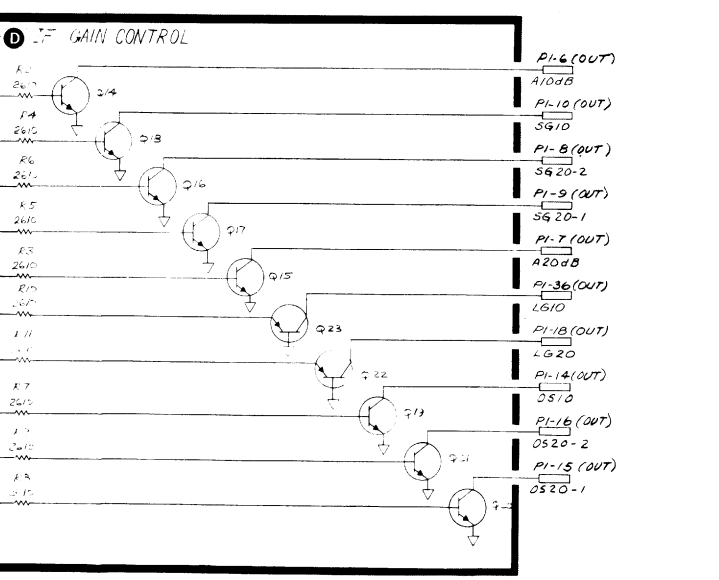 D IF GAIN CONTROL
P1-6 (OUT)
A10dB
Q14
P1-10 (OUT)
SG10
R4
2610
Q18
P1-8 (OUT)
SG20-2
R6
Q16
P1-9 (OUT)
SG20-1
R5
2610
Q17
P1-7 (OUT)
A20dB
R3
2610
Q15
P1-36 (OUT)
LG10
R10
Q23
P1-18 (OUT)
LG20
P1-14 (OUT)
OS10
R7
2610
Q19
P1-16 (OUT)
OS20-2
2610
P1-15 (OUT)
OS20-1